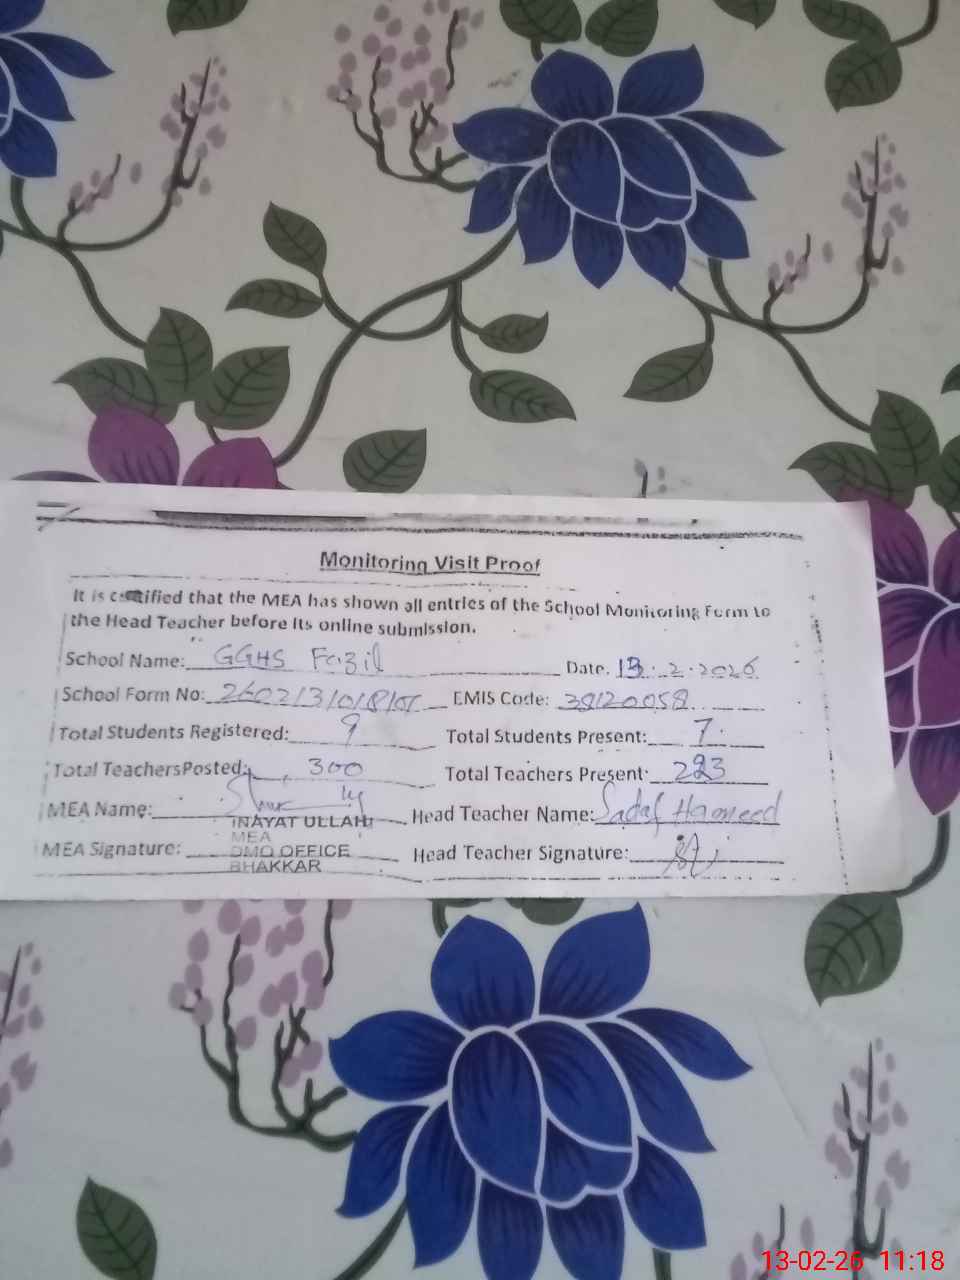 Monitoring Visit Proof
It is certified that the MEA has shown all entries of the School Monitoring Form to
the Head Teacher before its online submission.
School Name: GGHS Fazil Date. 13.2.2026
School Form No: EMIS Code: 38120058
Total Students Registered: 9 Total Students Present: 7
Total TeachersPosted: 300 Total Teachers Present: 223
MEA Name: Head Teacher Name: Sadaf Hameed
INAYAT ULLAH
MEA
MEA Signature: DMO OFFICE Head Teacher Signature:
BHAKKAR
13-02-26 11:18